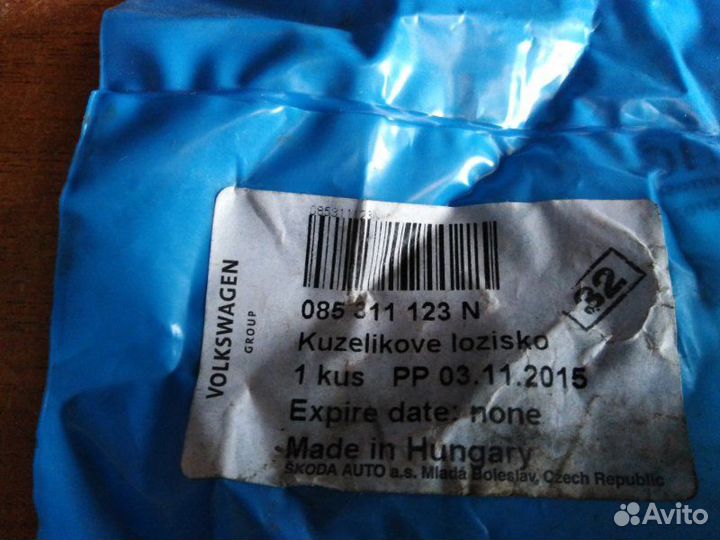 085311123N
085 311 123 N
Kuzelikove lozisko
1 kus PP 03.11.2015
Expire date: none
Made in Hungary
ŠKODA AUTO a.s. Mladá Boleslav, Czech Republic
VOLKSWAGEN
GROUP
32
Avito